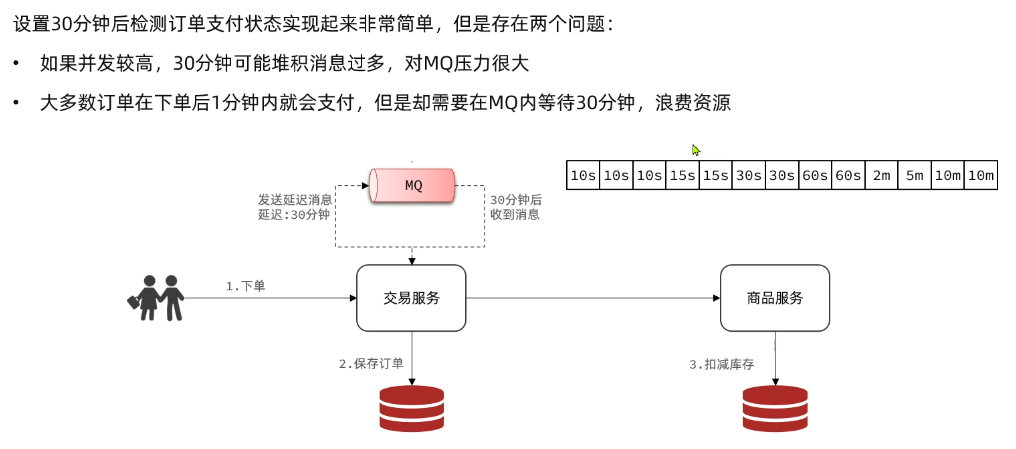 设置30分钟后检测订单支付状态实现起来非常简单，但是存在两个问题：
• 如果并发较高，30分钟可能堆积消息过多，对MQ压力很大
• 大多数订单在下单后1分钟内就会支付，但是却需要在MQ内等待30分钟，浪费资源
10s 10s 10s 15s 15s 30s 30s 60s 60s 2m 5m 10m 10m
MQ
发送延迟消息
延迟:30分钟
30分钟后
收到消息
1.下单
交易服务
商品服务
2.保存订单
3.扣减库存